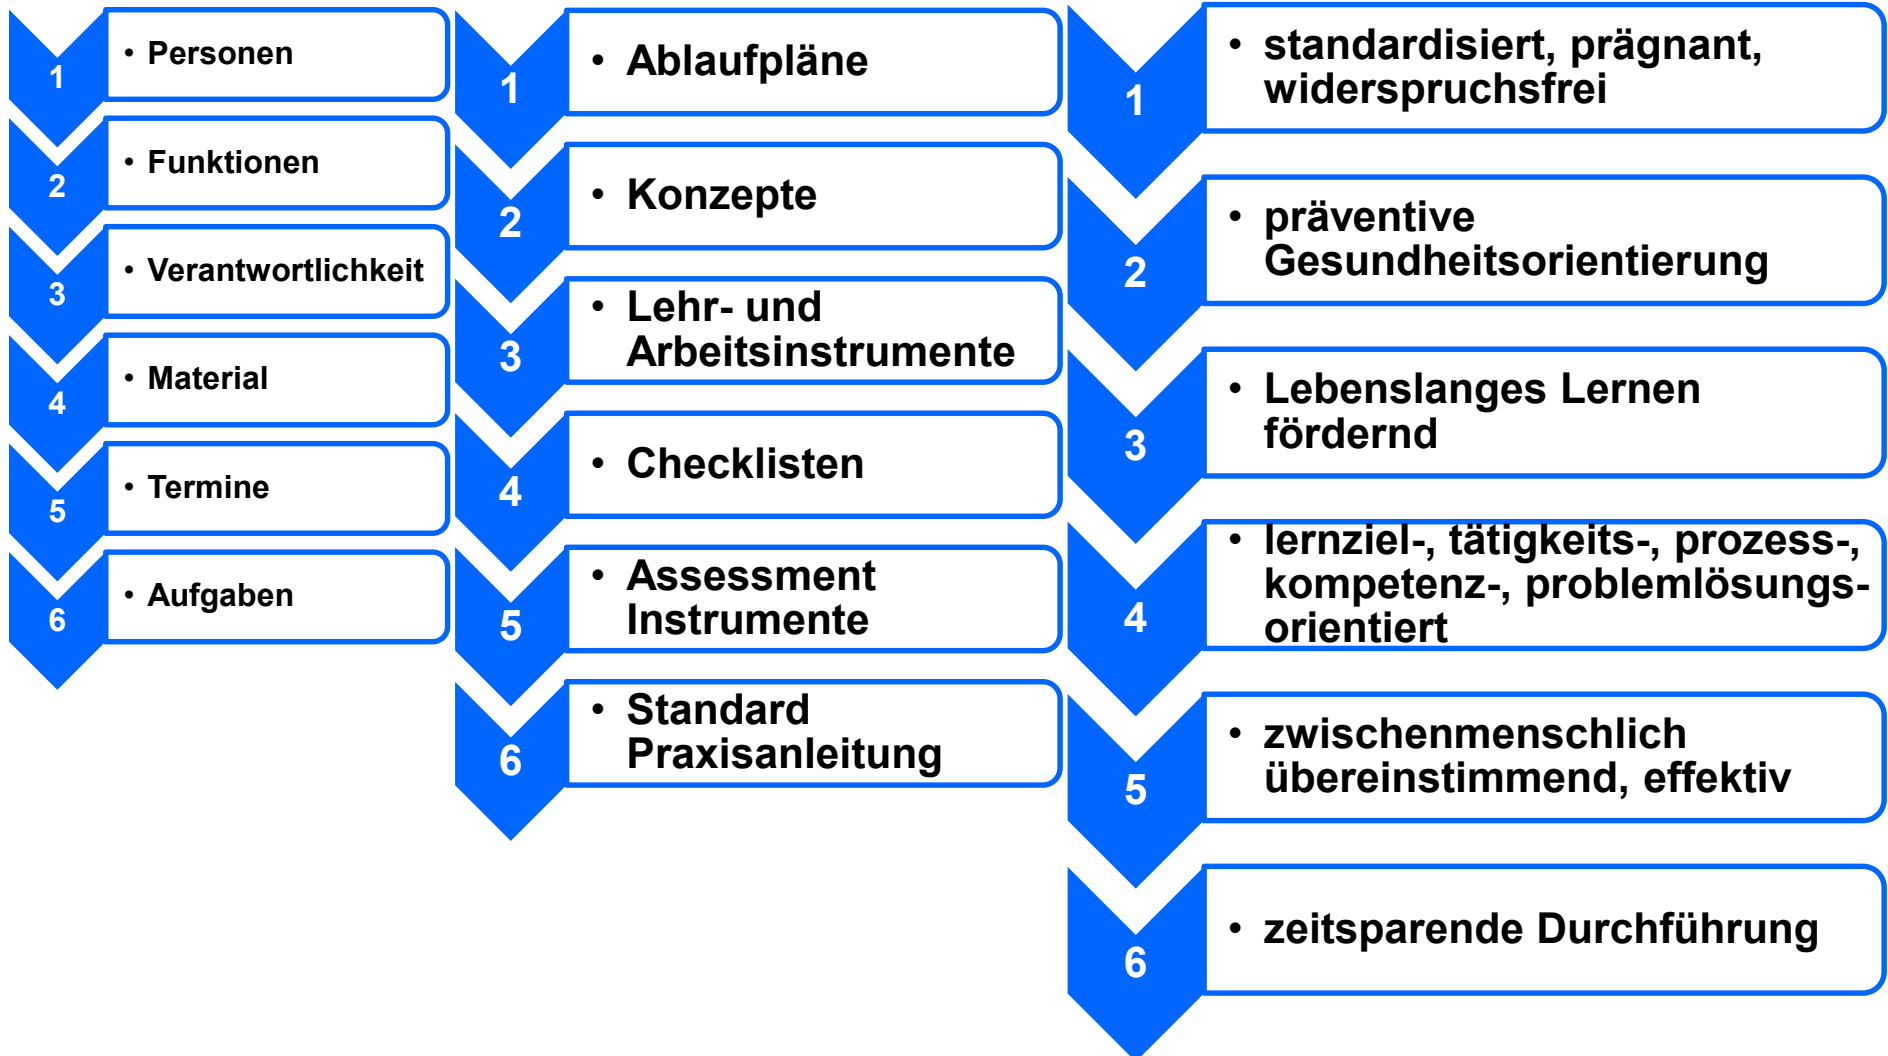 1
• Personen
2
• Funktionen
3
• Verantwortlichkeit
4
• Material
5
• Termine
6
• Aufgaben
1
• Ablaufpläne
2
• Konzepte
3
• Lehr- und
Arbeitsinstrumente
4
• Checklisten
5
• Assessment
Instrumente
6
• Standard
Praxisanleitung
1
• standardisiert, prägnant,
widerspruchsfrei
2
• präventive
Gesundheitsorientierung
3
• Lebenslanges Lernen
fördernd
4
• lernziel-, tätigkeits-, prozess-,
kompetenz-, problemlösungs-
orientiert
5
• zwischenmenschlich
übereinstimmend, effektiv
6
• zeitsparende Durchführung